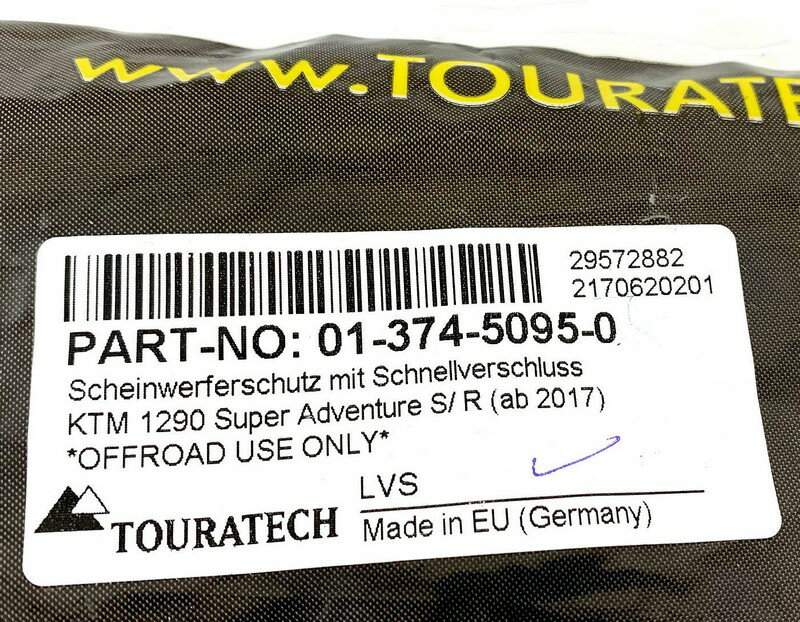 www.TOURATE
29572882
2170620201
PART-NO: 01-374-5095-0
Scheinwerferschutz mit Schnellverschluss
KTM 1290 Super Adventure S/ R (ab 2017)
*OFFROAD USE ONLY*
LVS
TOURATECH
Made in EU (Germany)